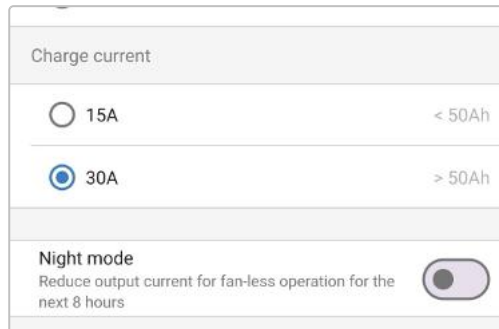 Charge current
15A < 50Ah
30A > 50Ah
Night mode
Reduce output current for fan-less operation for the
next 8 hours